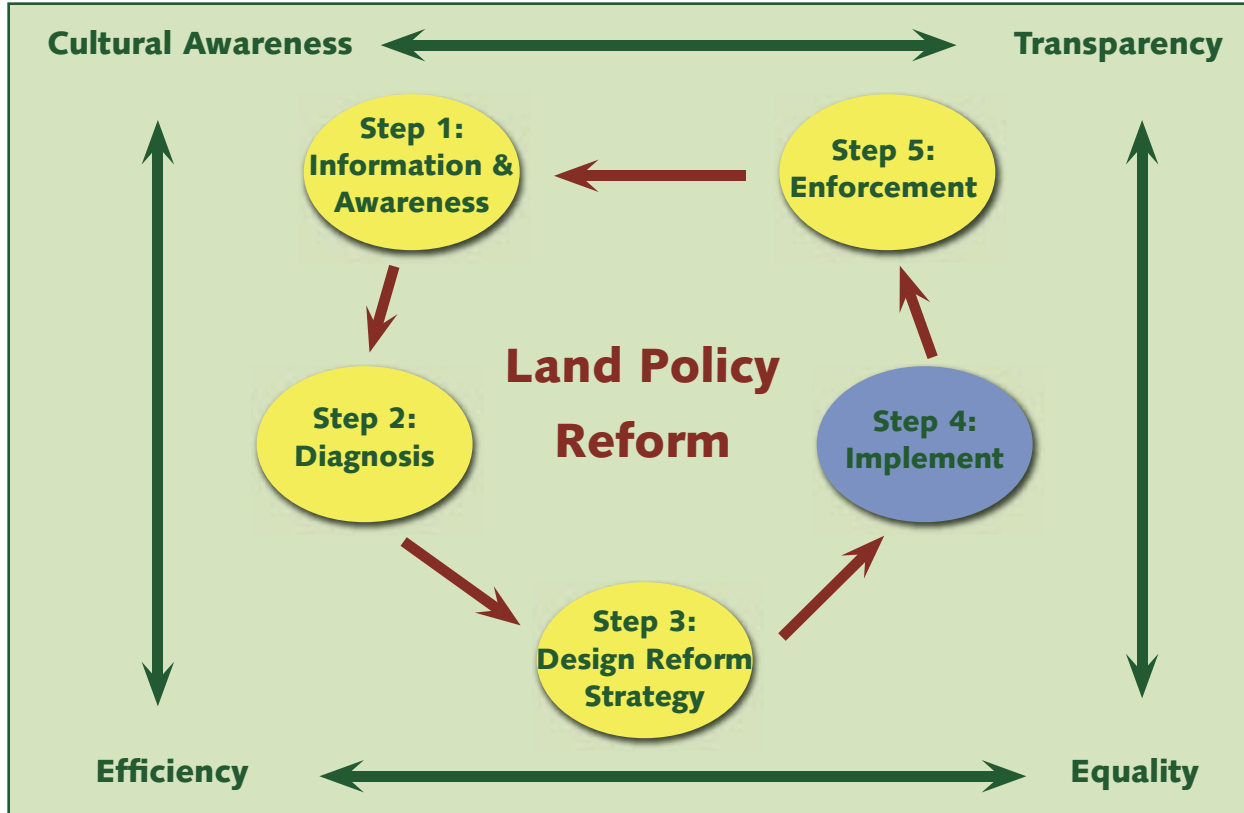 Cultural Awareness
Transparency
Step 1:
Information &
Awareness
Step 5:
Enforcement
Land Policy
Reform
Step 2:
Diagnosis
Step 4:
Implement
Step 3:
Design Reform
Strategy
Efficiency
Equality